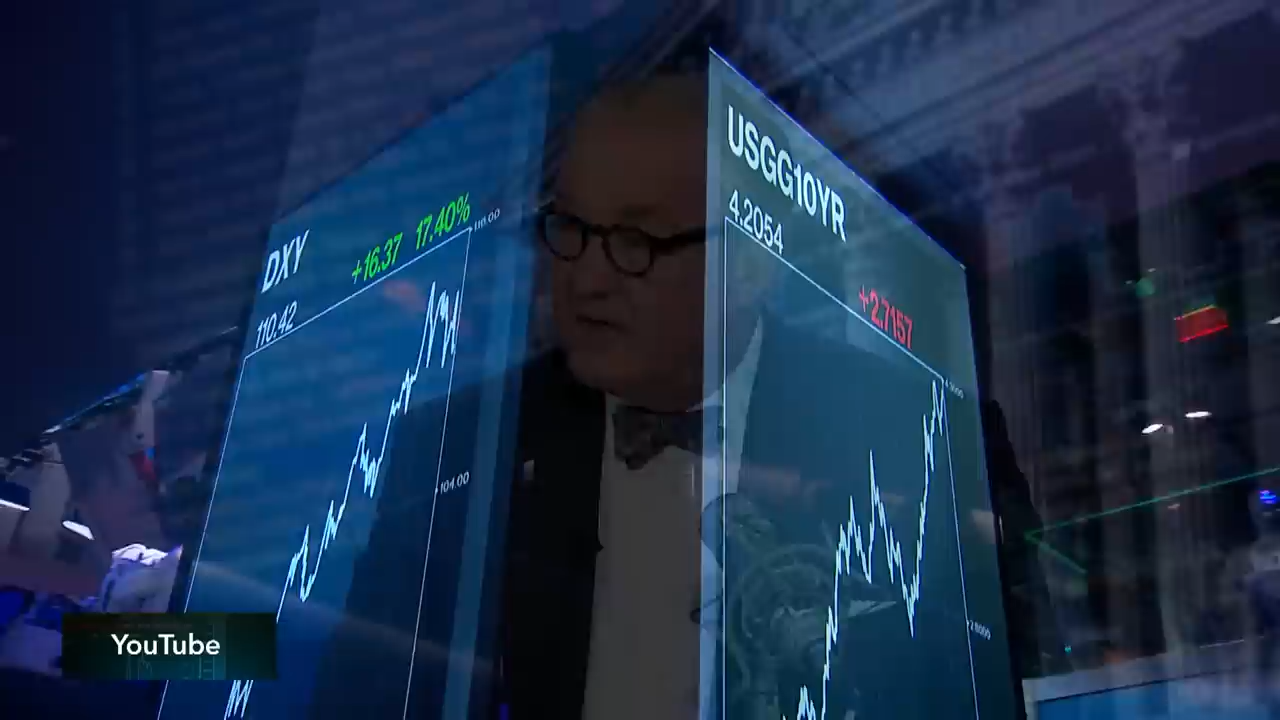 DXY
+16.37 17.40%
110.42
104.00
USGG10YR
4.2054
+2.7157
YouTube